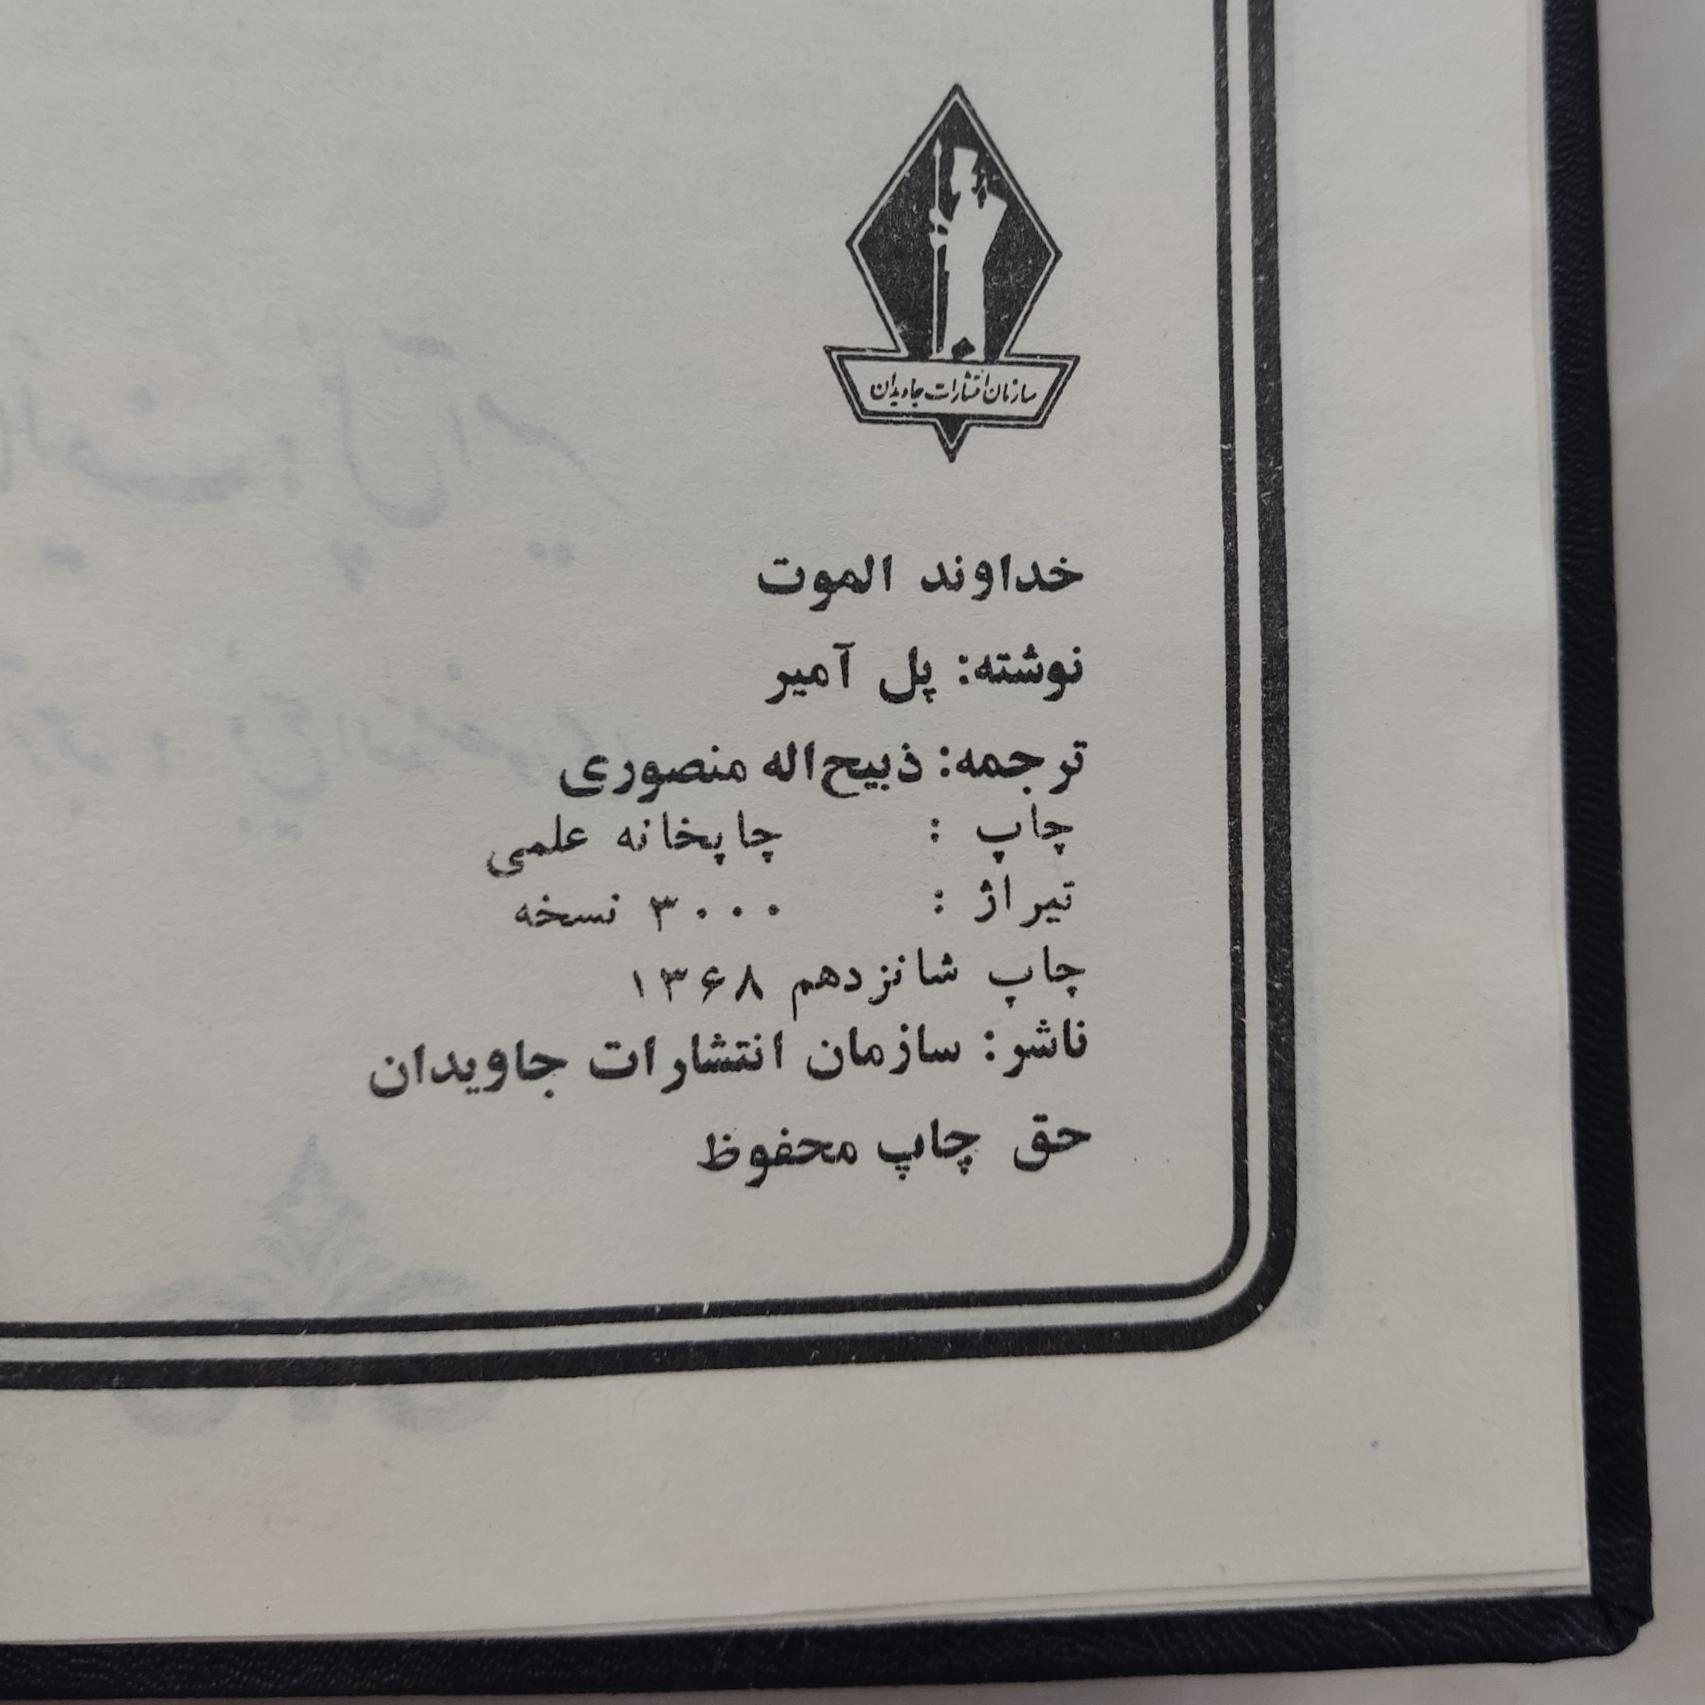 سازمان انتشارات جاویدان
خداوند الموت
نوشته: پل آمیر
ترجمه: ذبیح‌اله منصوری
چاپ : چاپخانه علمی
تیراژ : ۳۰۰۰ نسخه
چاپ شانزدهم ۱۳۶۸
ناشر: سازمان انتشارات جاویدان
حق چاپ محفوظ